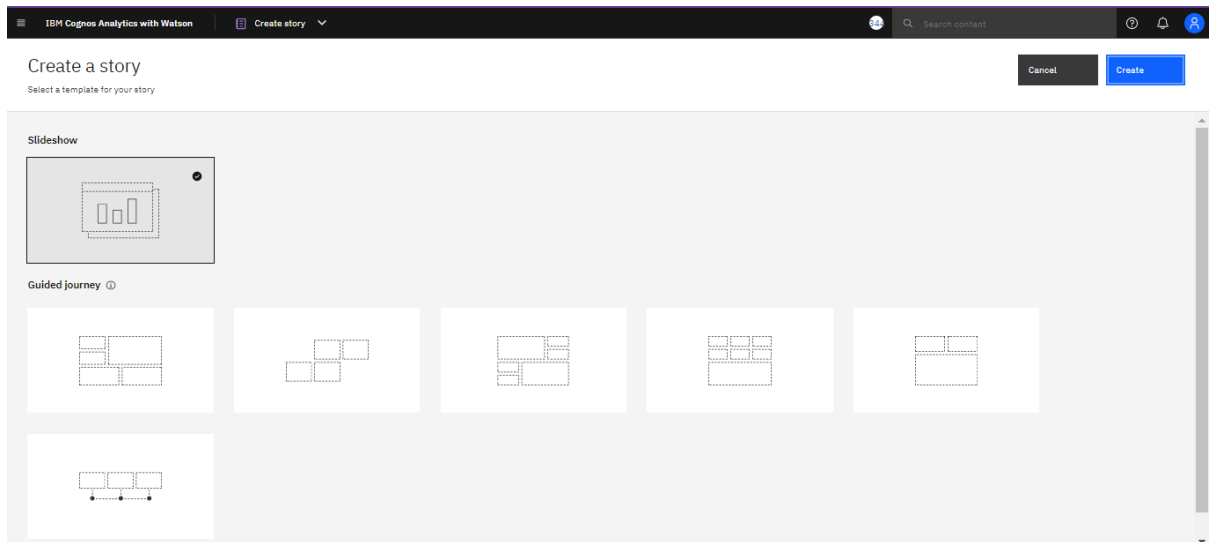 IBM Cognos Analytics with Watson
Create story
Search content
Create a story
Select a template for your story
Cancel
Create
Slideshow
Guided journey